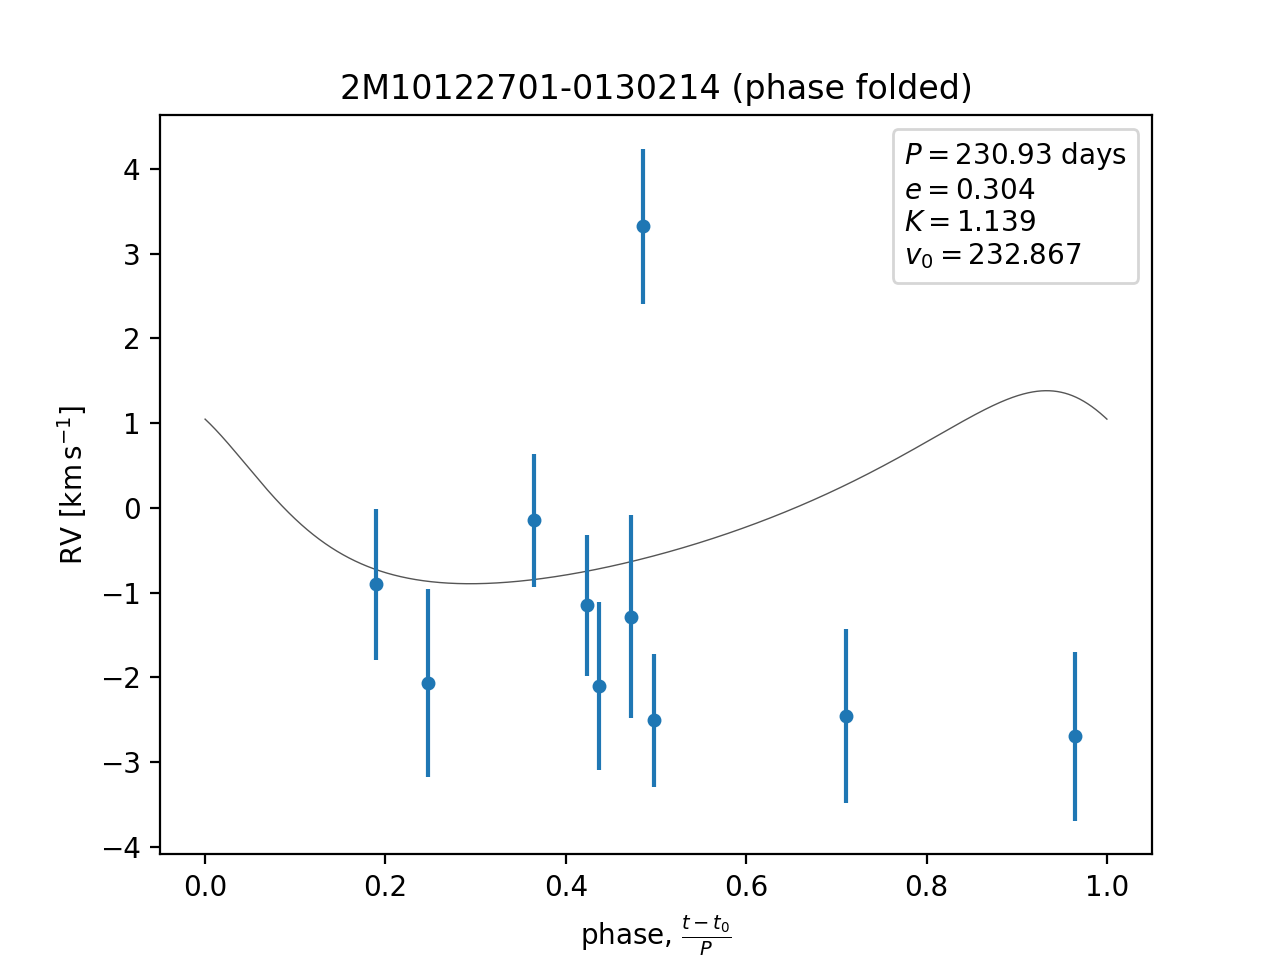 2M10122701-0130214 (phase folded)
P = 230.93 days
e = 0.304
K = 1.139
v₀ = 232.867
4
3
2
1
0
−1
−2
−3
−4
RV [km s⁻¹]
0.0 0.2 0.4 0.6 0.8 1.0
phase, (t − t₀)/P